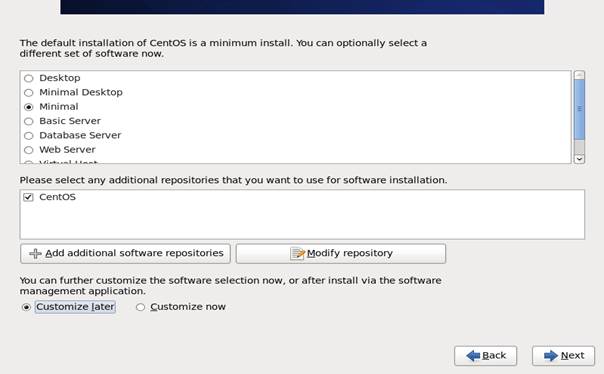 The default installation of CentOS is a minimum install. You can optionally select a
different set of software now.
Desktop
Minimal Desktop
Minimal
Basic Server
Database Server
Web Server
Virtual Host
Please select any additional repositories that you want to use for software installation.
CentOS
Add additional software repositories
Modify repository
You can further customize the software selection now, or after install via the software
management application.
Customize later
Customize now
Back
Next